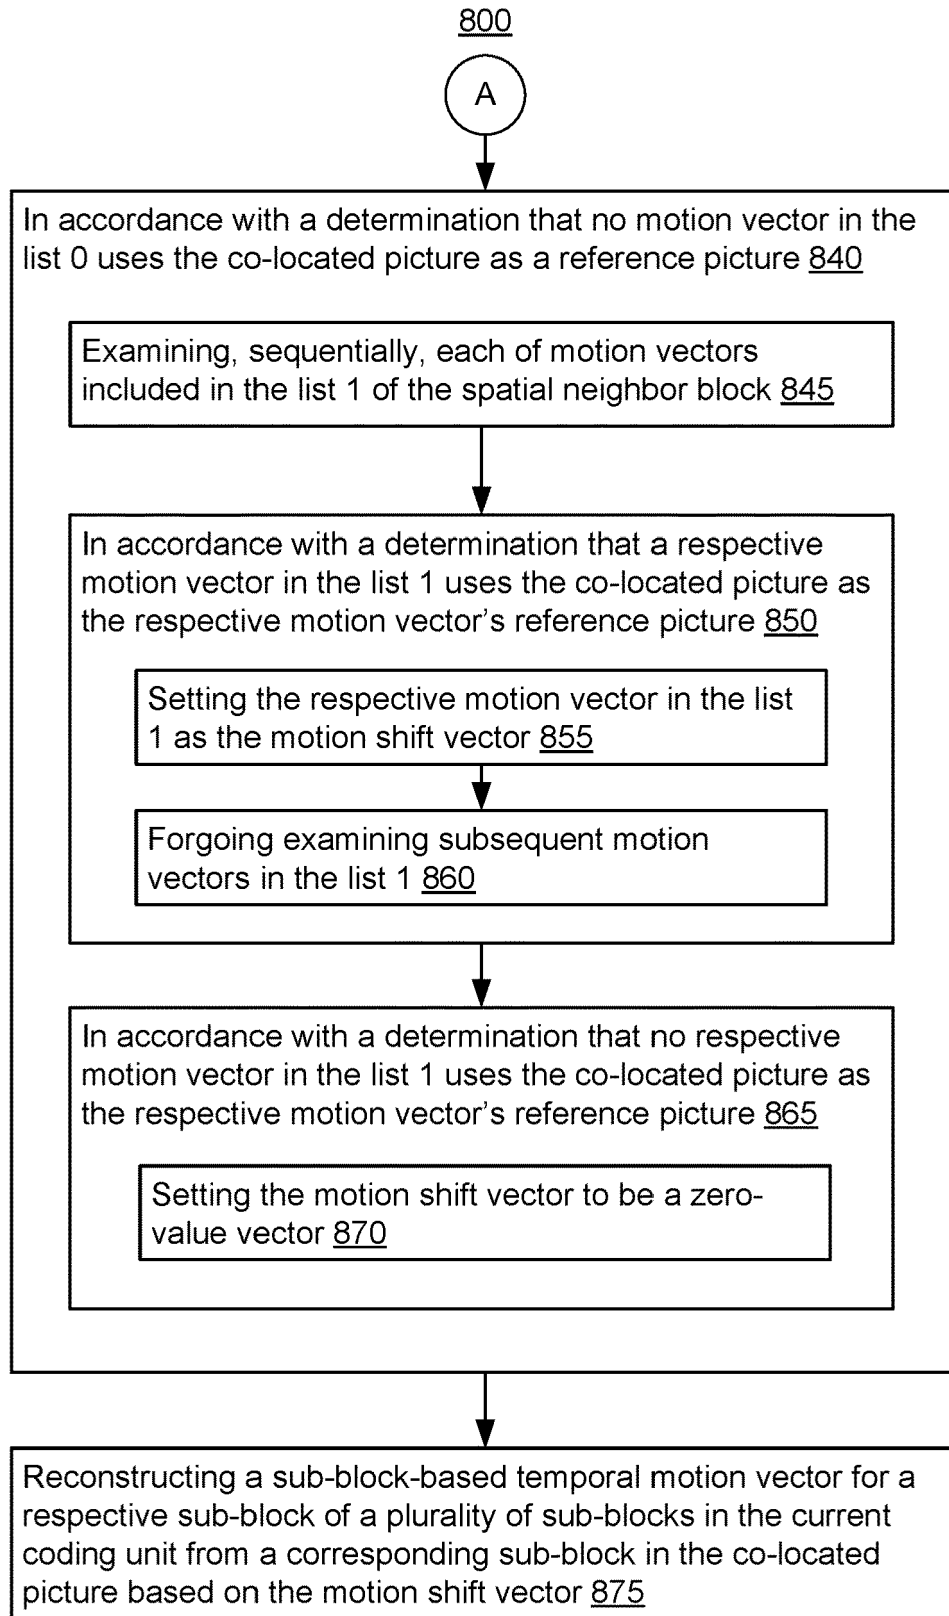 800
A
In accordance with a determination that no motion vector in the
list 0 uses the co-located picture as a reference picture 840
Examining, sequentially, each of motion vectors
included in the list 1 of the spatial neighbor block 845
In accordance with a determination that a respective
motion vector in the list 1 uses the co-located picture as
the respective motion vector's reference picture 850
Setting the respective motion vector in the list
1 as the motion shift vector 855
Forgoing examining subsequent motion
vectors in the list 1 860
In accordance with a determination that no respective
motion vector in the list 1 uses the co-located picture as
the respective motion vector's reference picture 865
Setting the motion shift vector to be a zero-
value vector 870
Reconstructing a sub-block-based temporal motion vector for a
respective sub-block of a plurality of sub-blocks in the current
coding unit from a corresponding sub-block in the co-located
picture based on the motion shift vector 875